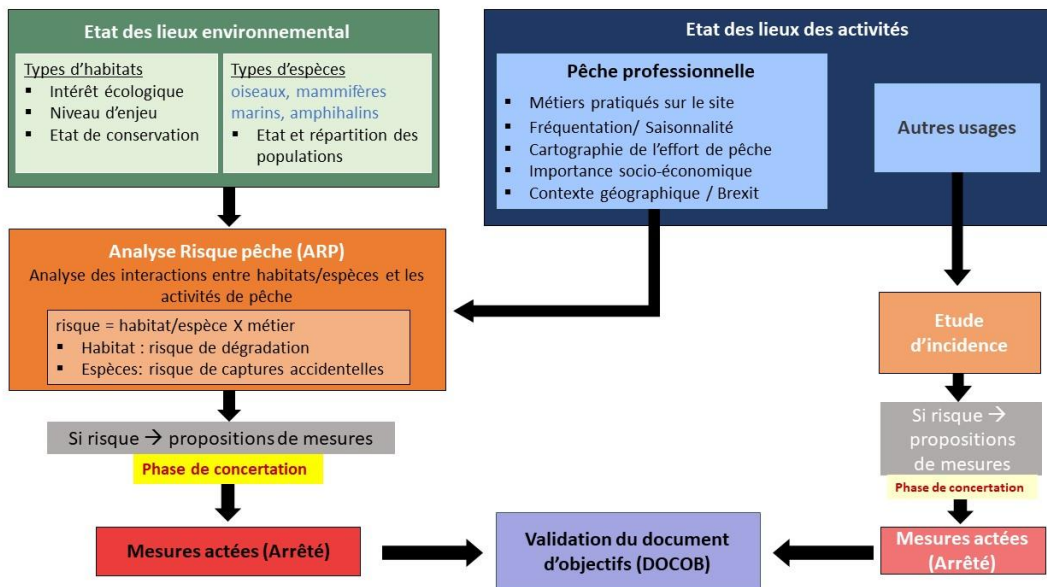 Etat des lieux environnemental
Types d'habitats
▪ Intérêt écologique
▪ Niveau d'enjeu
▪ Etat de conservation
Types d'espèces
oiseaux, mammifères
marins, amphihalins
▪ Etat et répartition des
populations
Etat des lieux des activités
Pêche professionnelle
▪ Métiers pratiqués sur le site
▪ Fréquentation/ Saisonnalité
▪ Cartographie de l'effort de pêche
▪ Importance socio-économique
▪ Contexte géographique / Brexit
Autres usages
Analyse Risque pêche (ARP)
Analyse des interactions entre habitats/espèces et les
activités de pêche
risque = habitat/espèce X métier
▪ Habitat : risque de dégradation
▪ Espèces: risque de captures accidentelles
Etude
d'incidence
Si risque → propositions de mesures
Phase de concertation
Si risque →
propositions
de mesures
Phase de concertation
Mesures actées (Arrêté)
Validation du document
d'objectifs (DOCOB)
Mesures actées
(Arrêté)